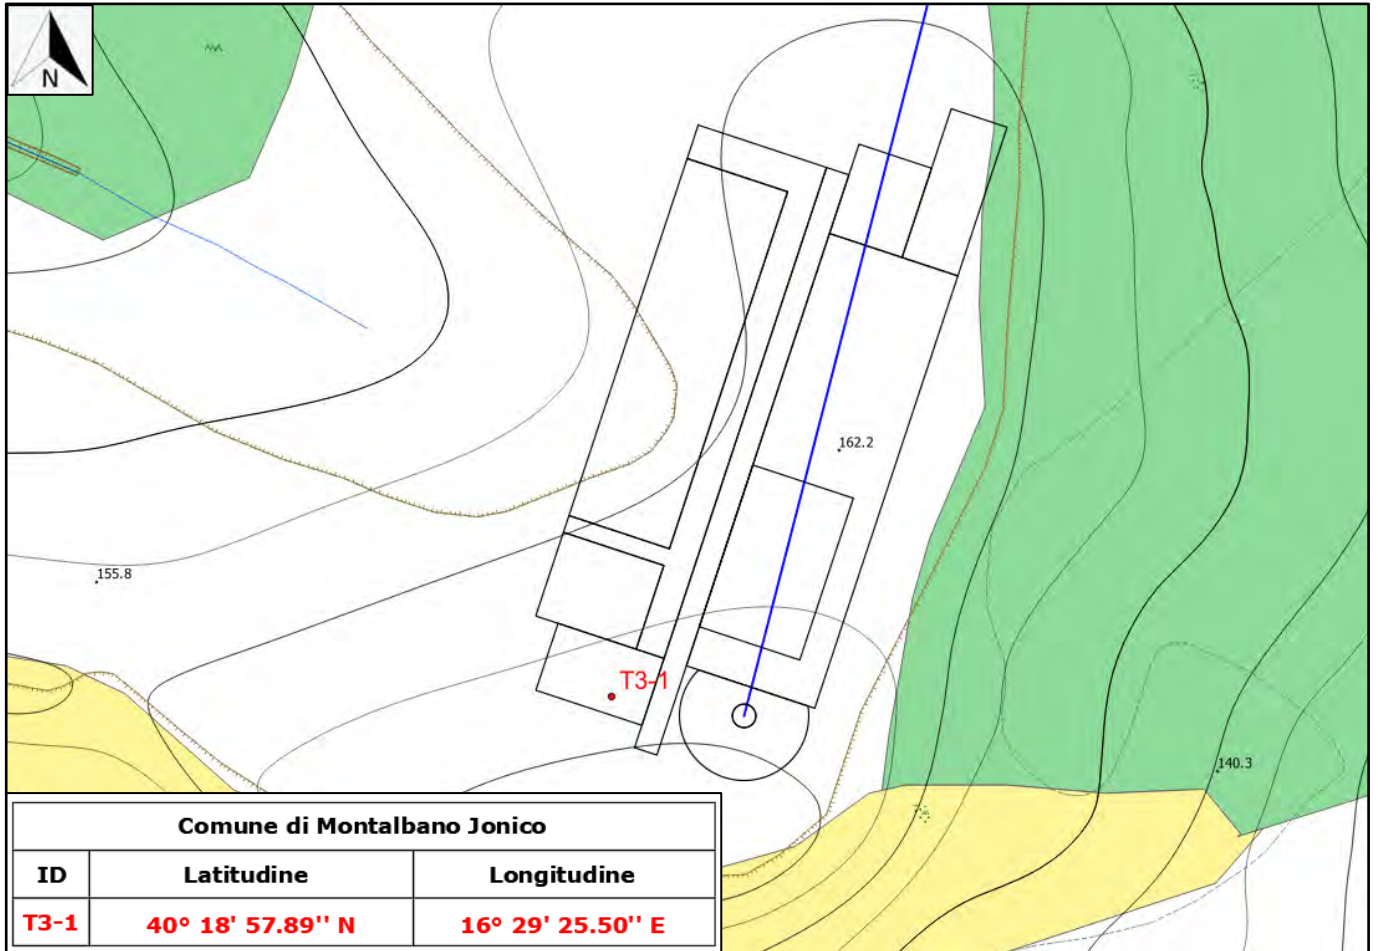 N
162.2
155.8
T3-1
140.3
Comune di Montalbano Jonico
ID Latitudine Longitudine
T3-1 40° 18' 57.89'' N 16° 29' 25.50'' E